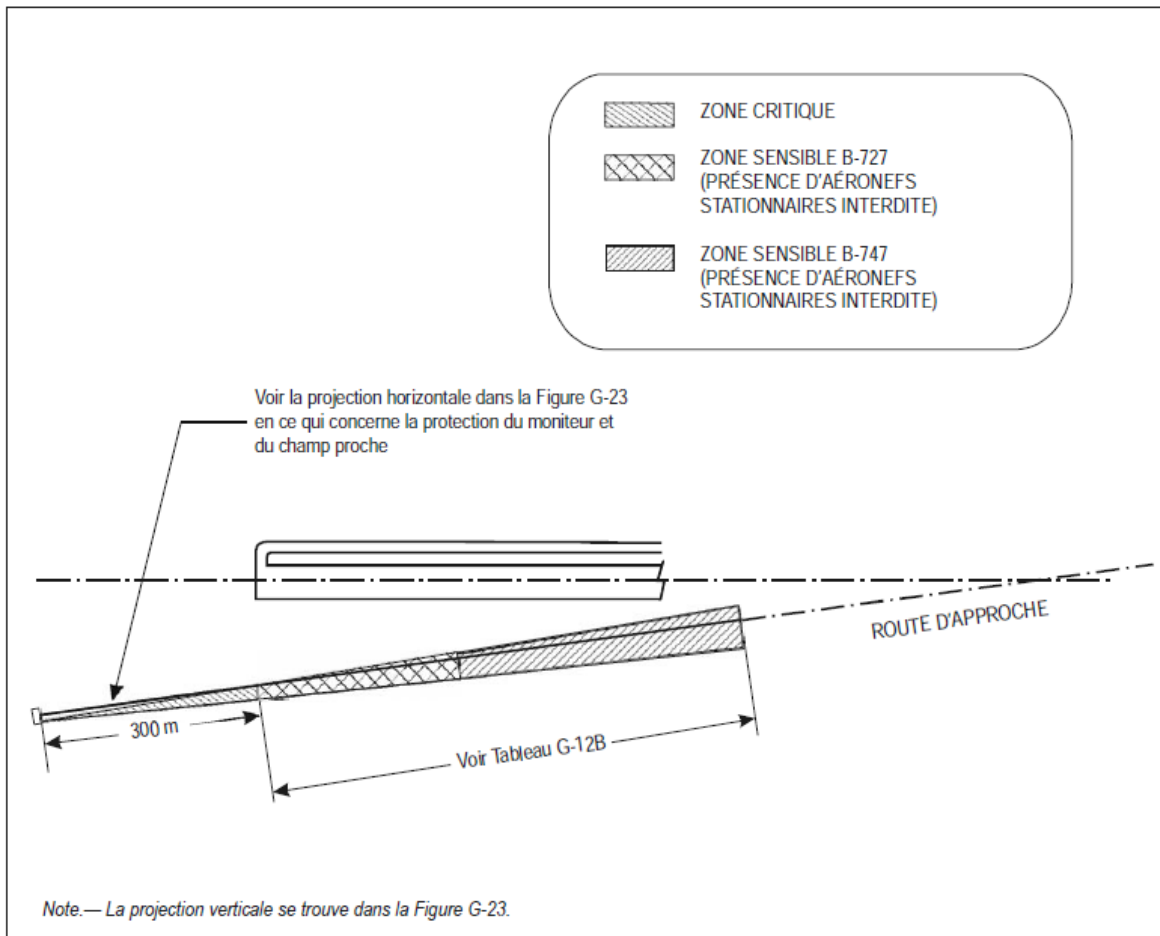 ZONE CRITIQUE
ZONE SENSIBLE B-727
(PRÉSENCE D'AÉRONEFS
STATIONNAIRES INTERDITE)
ZONE SENSIBLE B-747
(PRÉSENCE D'AÉRONEFS
STATIONNAIRES INTERDITE)
Voir la projection horizontale dans la Figure G-23
en ce qui concerne la protection du moniteur et
du champ proche
ROUTE D'APPROCHE
300 m
Voir Tableau G-12B
Note.— La projection verticale se trouve dans la Figure G-23.